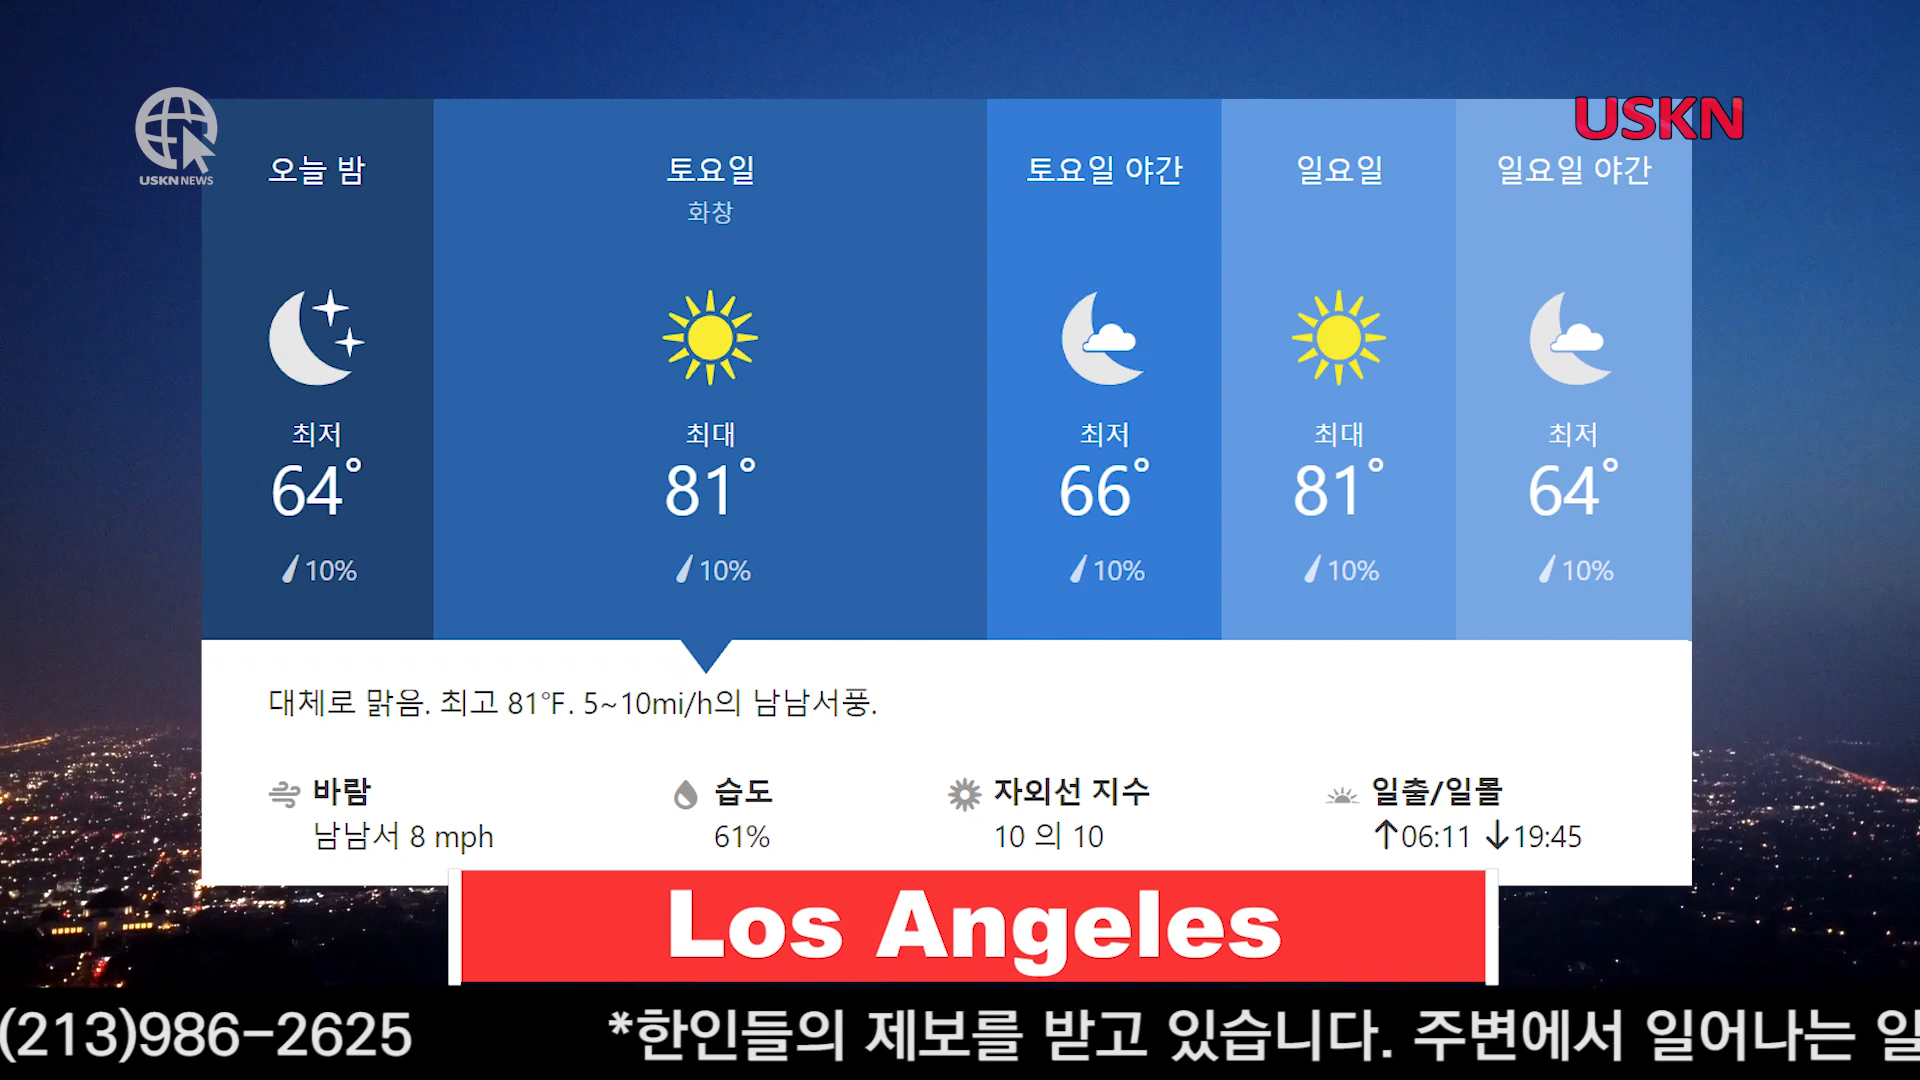 USKN NEWS
USKN
오늘 밤
토요일
화창
토요일 야간
일요일
일요일 야간
최저
64°
10%
최대
81°
10%
최저
66°
10%
최대
81°
10%
최저
64°
10%
대체로 맑음. 최고 81°F. 5~10mi/h의 남남서풍.
바람
남남서 8 mph
습도
61%
자외선 지수
10 의 10
일출/일몰
↑06:11 ↓19:45
Los Angeles
(213)986-2625 *한인들의 제보를 받고 있습니다. 주변에서 일어나는 일